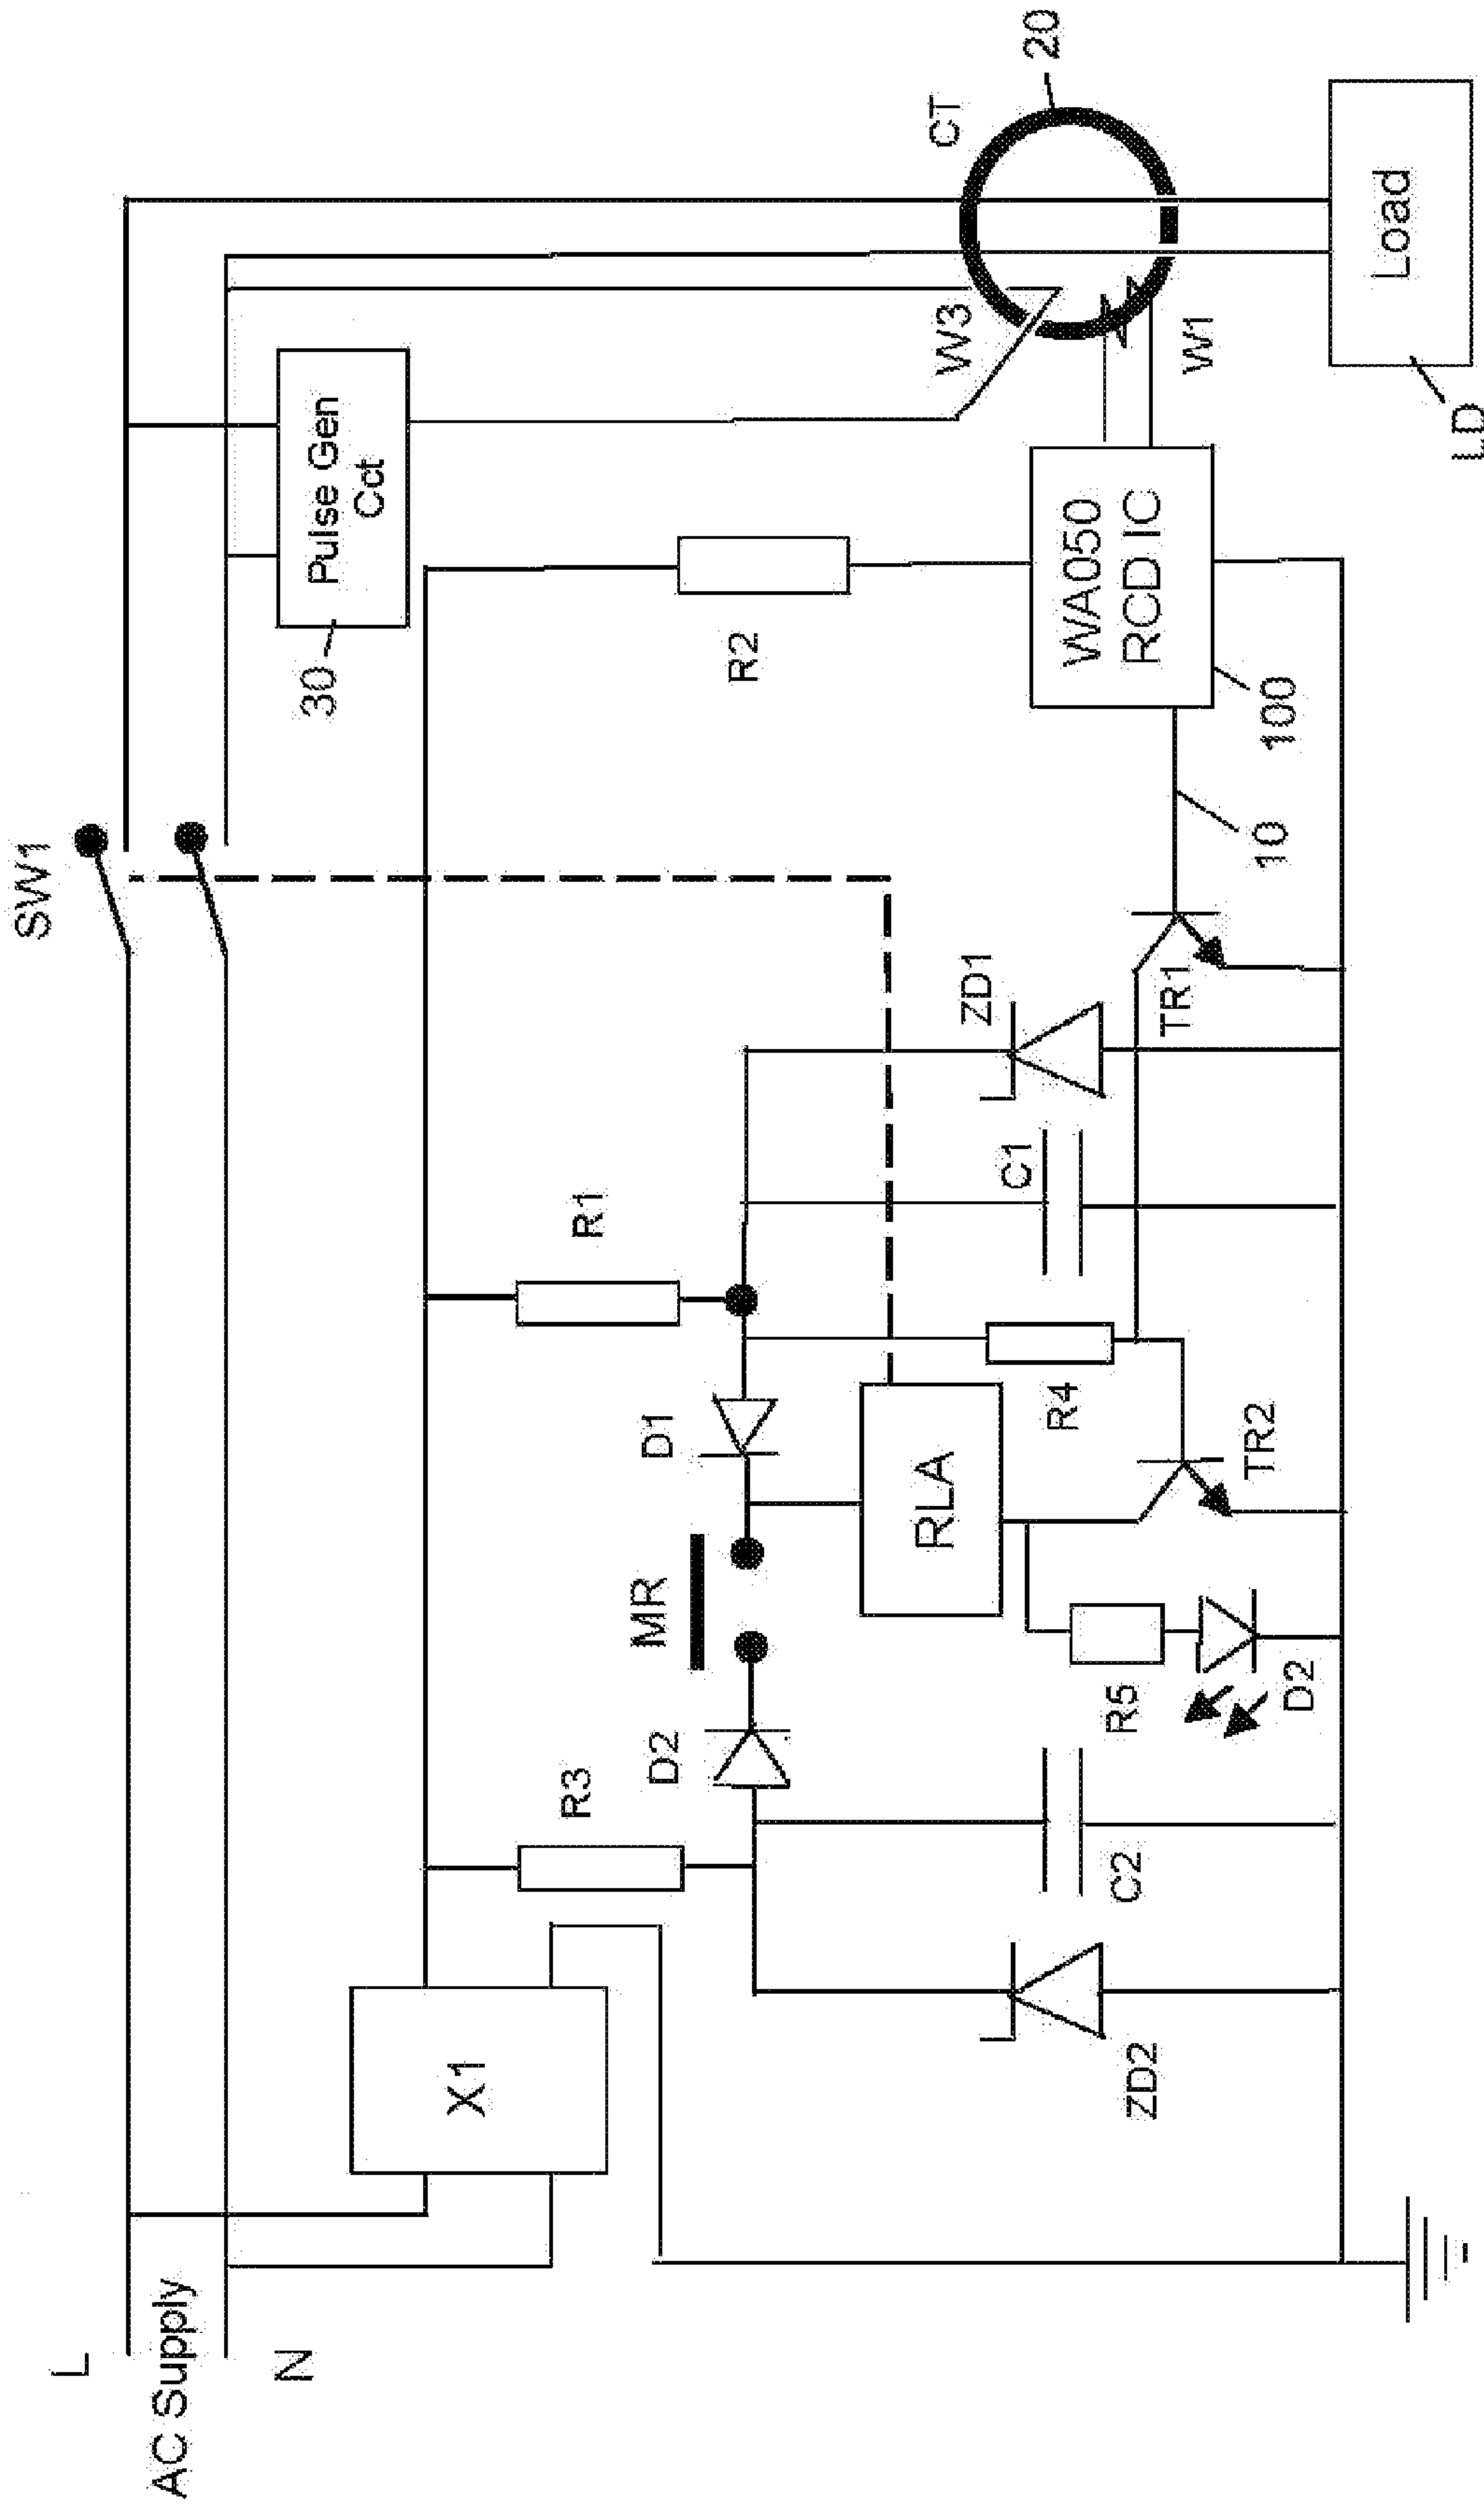 L
AC Supply
N
SW1
X1
30
Pulse Gen
Cct
R3
R1
R2
D2
MR
D1
W3
CT
20
RLA
ZD1
C1
WA050
RCD IC
W1
Load
LD
ZD2
C2
R5
D2
R4
TR2
TR1
10
100